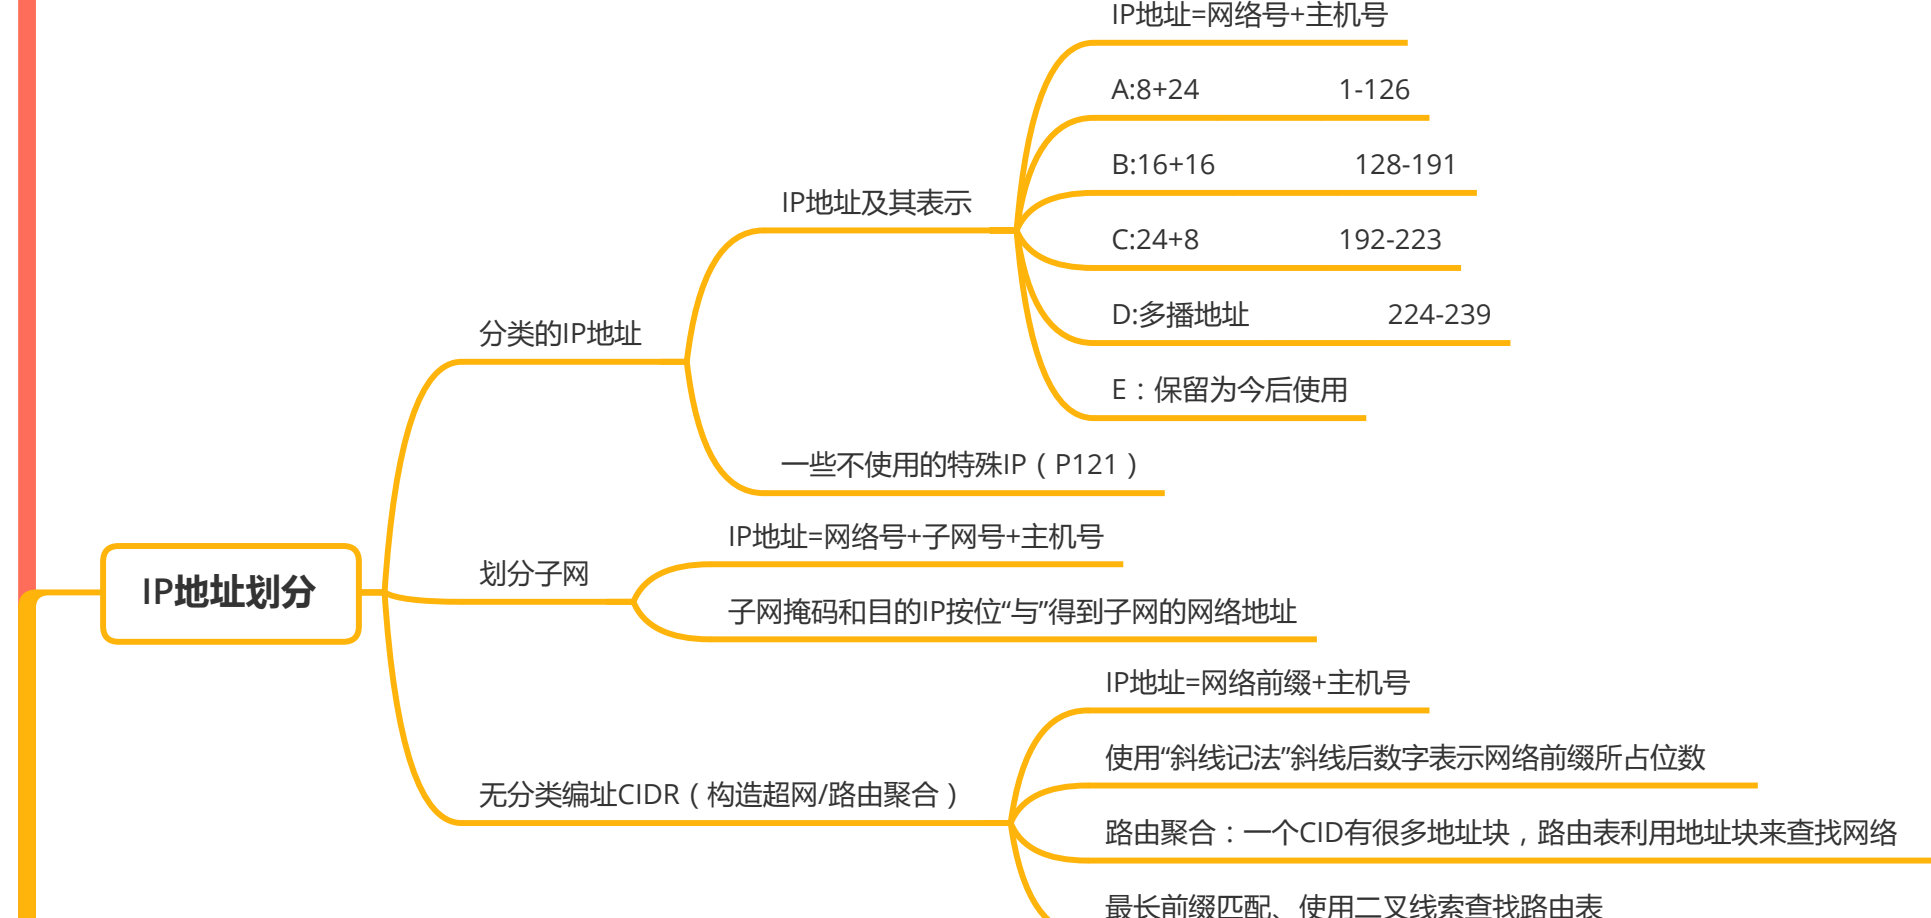 IP地址=网络号+主机号
A:8+24 1-126
B:16+16 128-191
IP地址及其表示
C:24+8 192-223
D:多播地址 224-239
分类的IP地址
E：保留为今后使用
一些不使用的特殊IP（P121）
IP地址=网络号+子网号+主机号
划分子网
IP地址划分
子网掩码和目的IP按位“与”得到子网的网络地址
IP地址=网络前缀+主机号
使用“斜线记法”斜线后数字表示网络前缀所占位数
无分类编址CIDR（构造超网/路由聚合）
路由聚合：一个CID有很多地址块，路由表利用地址块来查找网络
最长前缀匹配、使用二叉线索查找路由表